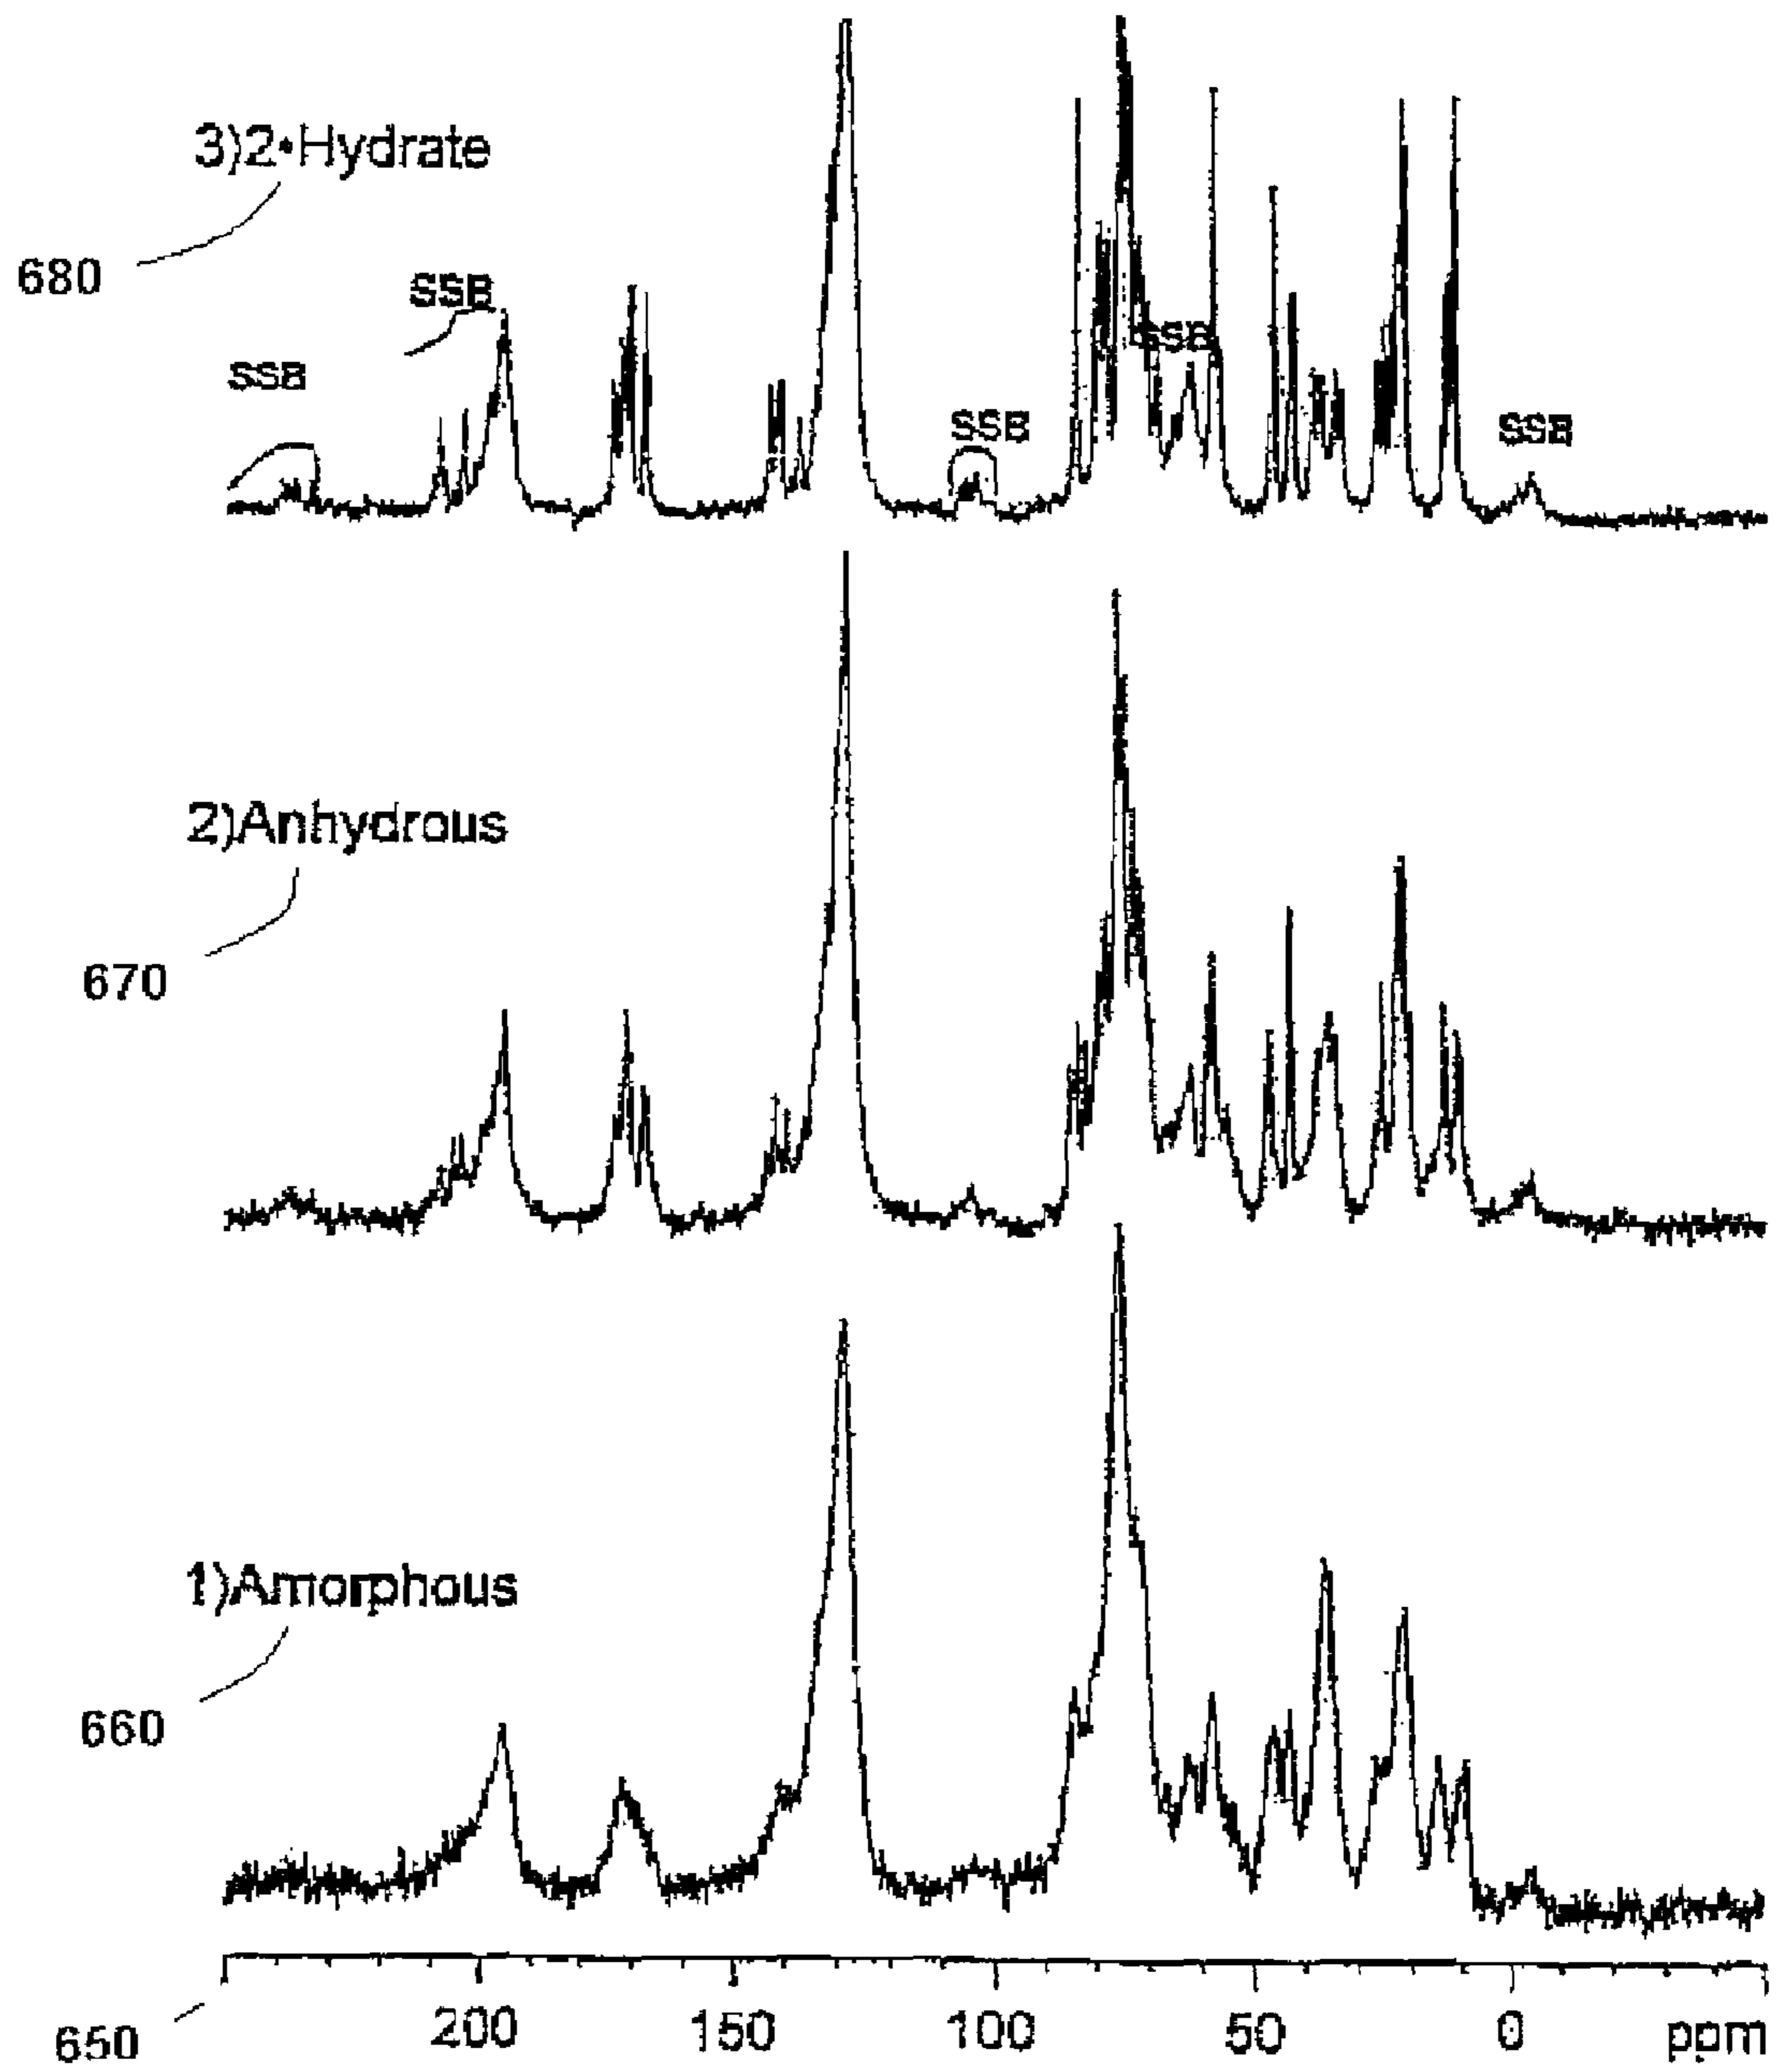 3)2•Hydrate
680
SSB
SSB
SSB
SSB
SSB
2)Anhydrous
670
1)Amorphous
660
650
200 150 100 50 0 ppm